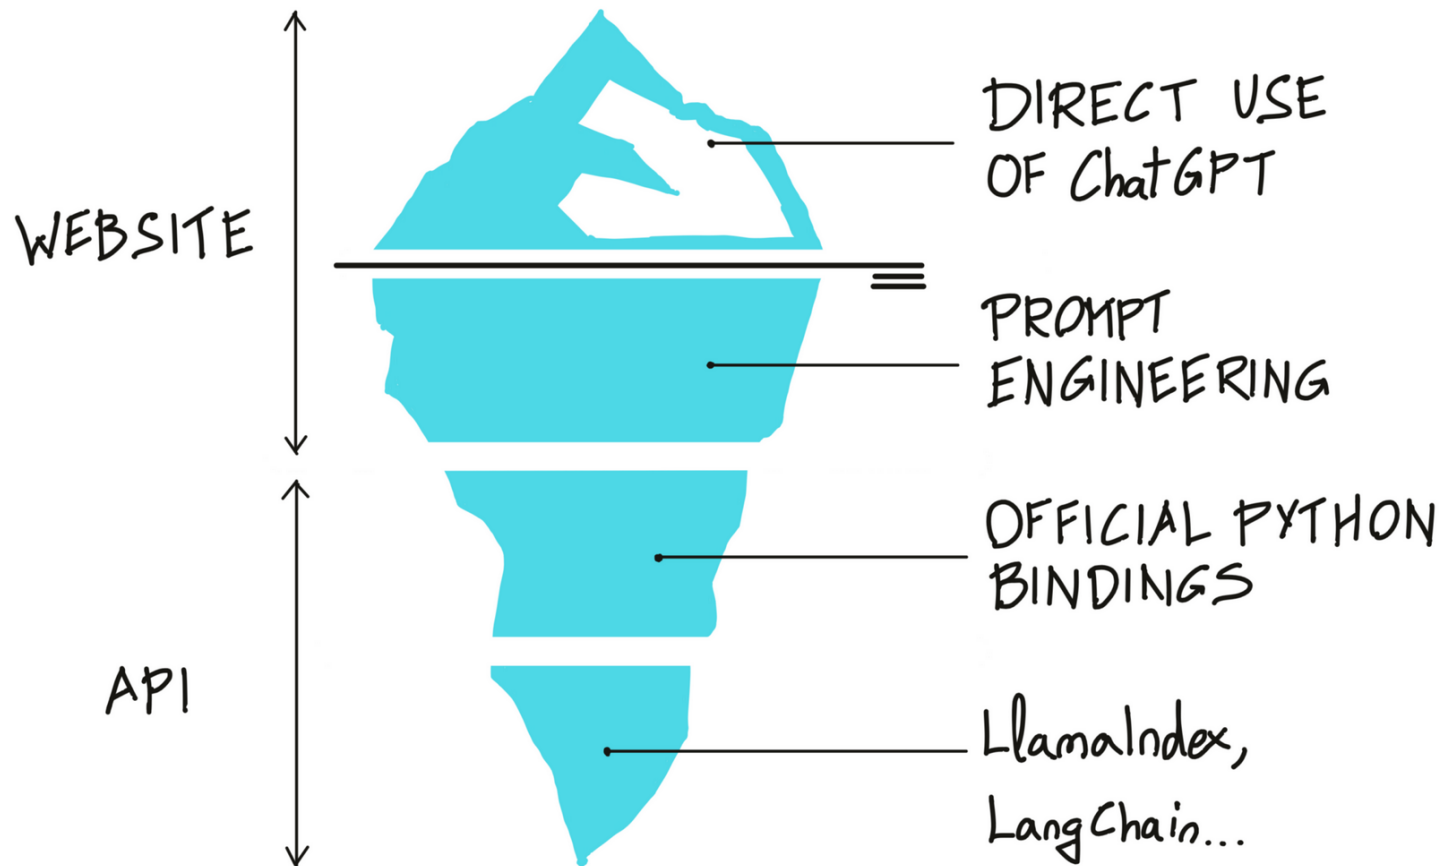 DIRECT USE
OF ChatGPT
WEBSITE
PROMPT
ENGINEERING
OFFICIAL PYTHON
BINDINGS
API
LlamaIndex,
LangChain...